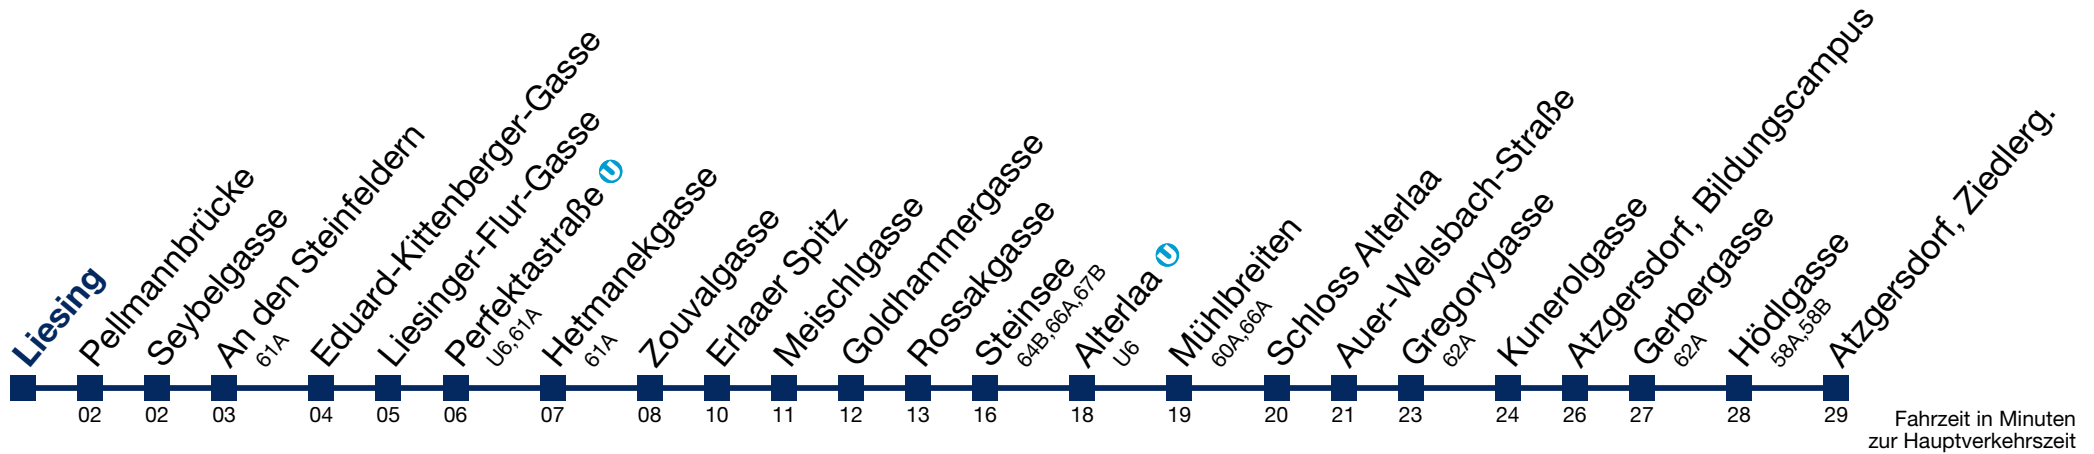 Liesing
Pellmannbrücke
Seybelgasse
An den Steinfeldern
61A
Eduard-Kittenberger-Gasse
Liesinger-Flur-Gasse
Perfektastraße U
U6,61A
Hetmanekgasse
61A
Zouvalgasse
Erlaaer Spitz
Meischlgasse
Goldhammergasse
Rossakgasse
Steinsee
64B,66A,67B
Alterlaa U
U6
Mühlbreiten
60A,66A
Schloss Alterlaa
Auer-Welsbach-Straße
Gregorygasse
62A
Kunerolgasse
Atzgersdorf, Bildungscampus
Gerbergasse
62A
Hödlgasse
58A,58B
Atzgersdorf, Ziedlerg.
02 02 03 04 05 06 07 08 10 11 12 13 16 18 19 20 21 23 24 26 27 28 29
Fahrzeit in Minuten
zur Hauptverkehrszeit